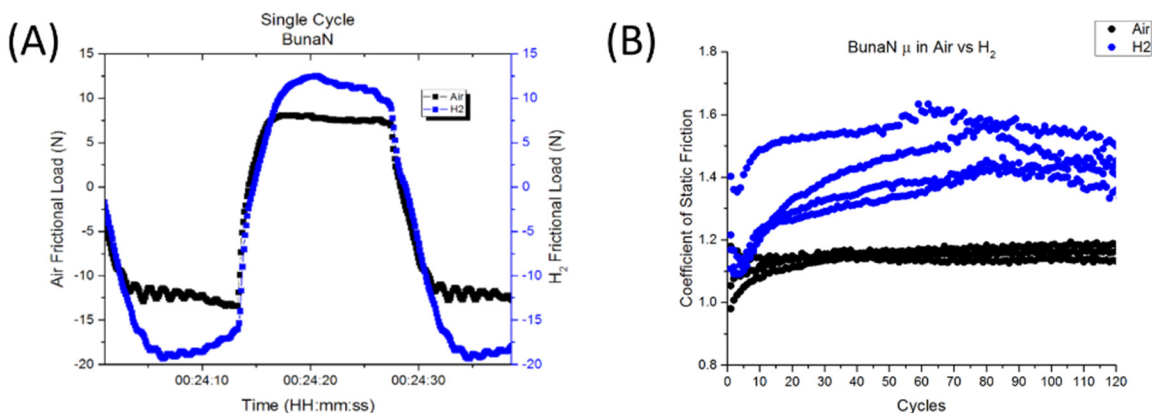 (A)
Single Cycle
BunaN
Air
H2
15
10
5
0
-5
-10
-15
-20
Air Frictional Load (N)
15
10
5
0
-5
-10
-15
-20
H₂ Frictional Load (N)
00:24:10 00:24:20 00:24:30
Time (HH:mm:ss)
(B)
BunaN μ in Air vs H₂
Air
H2
1.8
1.6
1.4
1.2
1.0
0.8
Coefficient of Static Friction
0 10 20 30 40 50 60 70 80 90 100 110 120
Cycles